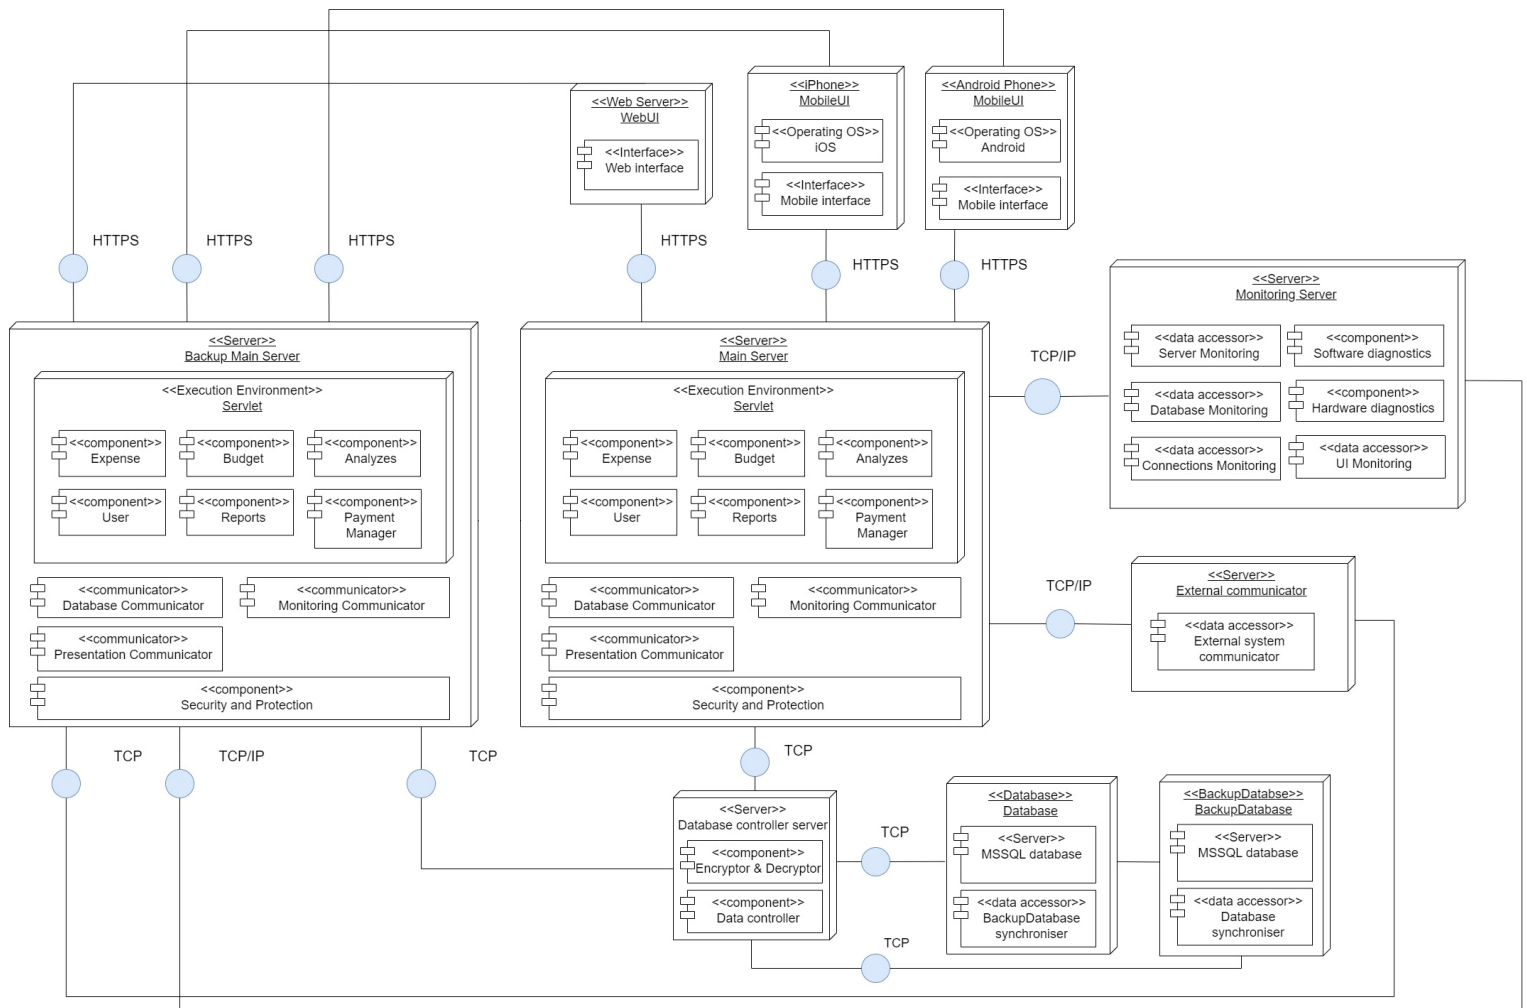 <<Web Server>>
WebUI
<<Interface>>
Web interface
<<iPhone>>
MobileUI
<<Operating OS>>
iOS
<<Interface>>
Mobile interface
<<Android Phone>>
MobileUI
<<Operating OS>>
Android
<<Interface>>
Mobile interface
HTTPS
HTTPS
HTTPS
HTTPS
HTTPS
HTTPS
<<Server>>
Backup Main Server
<<Execution Environment>>
Servlet
<<component>>
Expense
<<component>>
Budget
<<component>>
Analyzes
<<component>>
User
<<component>>
Reports
<<component>>
Payment
Manager
<<communicator>>
Database Communicator
<<communicator>>
Monitoring Communicator
<<communicator>>
Presentation Communicator
<<component>>
Security and Protection
<<Server>>
Main Server
<<Execution Environment>>
Servlet
<<component>>
Expense
<<component>>
Budget
<<component>>
Analyzes
<<component>>
User
<<component>>
Reports
<<component>>
Payment
Manager
<<communicator>>
Database Communicator
<<communicator>>
Monitoring Communicator
<<communicator>>
Presentation Communicator
<<component>>
Security and Protection
TCP/IP
<<Server>>
Monitoring Server
<<data accessor>>
Server Monitoring
<<component>>
Software diagnostics
<<data accessor>>
Database Monitoring
<<component>>
Hardware diagnostics
<<data accessor>>
Connections Monitoring
<<data accessor>>
UI Monitoring
TCP/IP
<<Server>>
External communicator
<<data accessor>>
External system
communicator
TCP
TCP/IP
TCP
TCP
<<Server>>
Database controller server
<<component>>
Encryptor & Decryptor
<<component>>
Data controller
TCP
<<Database>>
Database
<<Server>>
MSSQL database
<<data accessor>>
BackupDatabase
synchroniser
<<BackupDatabse>>
BackupDatabase
<<Server>>
MSSQL database
<<data accessor>>
Database
synchroniser
TCP